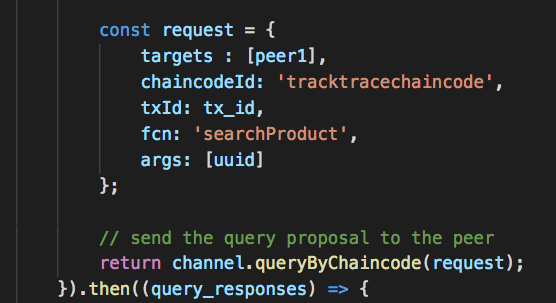 const request = {
targets : [peer1],
chaincodeId: 'tracktracechaincode',
txId: tx_id,
fcn: 'searchProduct',
args: [uuid]
};
// send the query proposal to the peer
return channel.queryByChaincode(request);
}).then((query_responses) => {